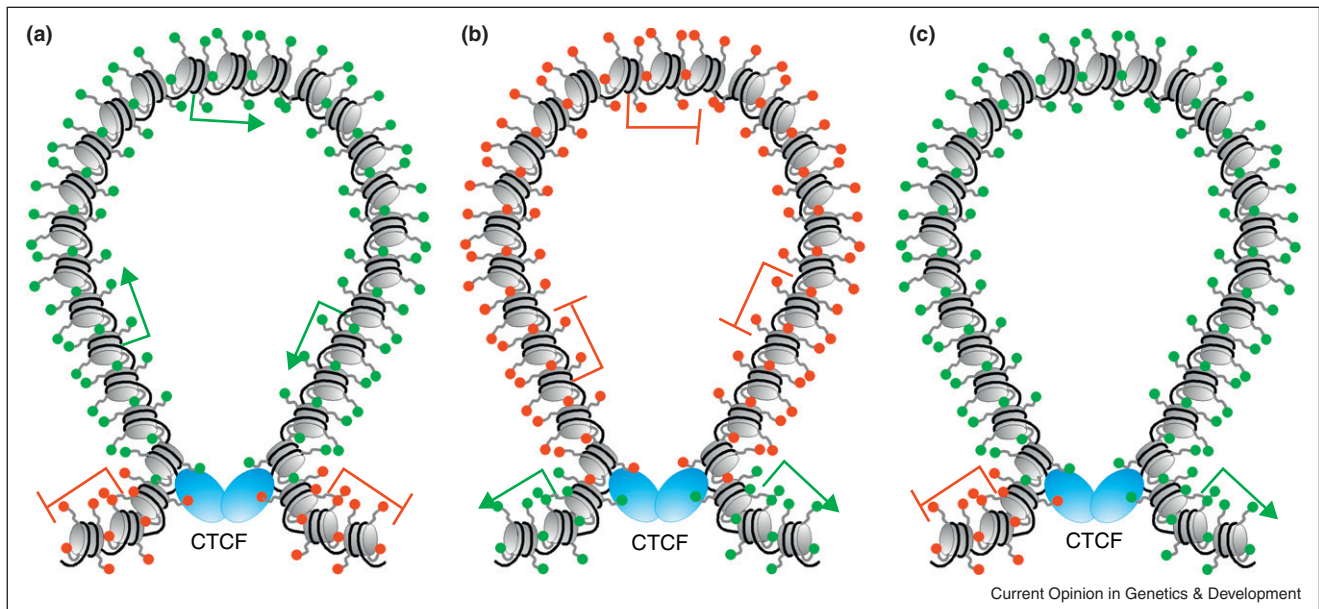 (a)
(b)
(c)
CTCF
CTCF
CTCF
Current Opinion in Genetics & Development